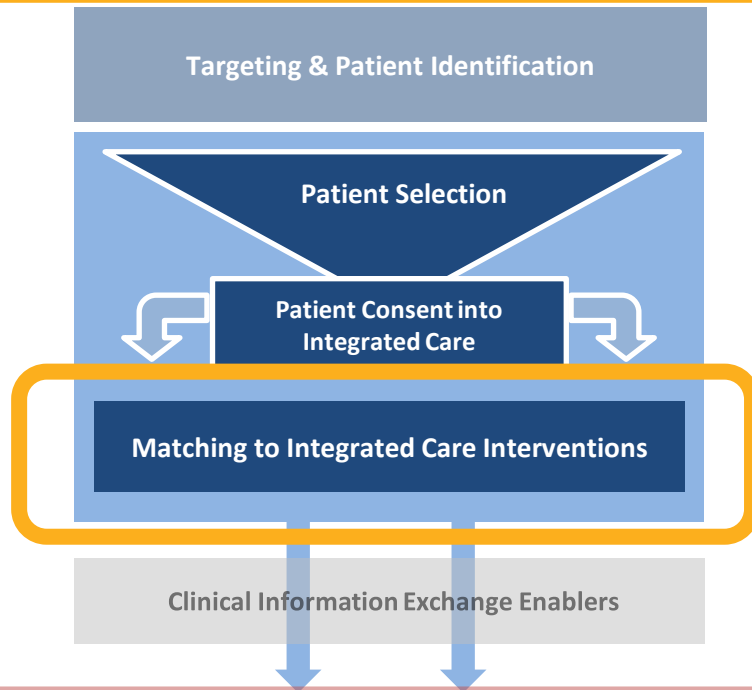 Targeting & Patient Identification
Patient Selection
Patient Consent into
Integrated Care
Matching to Integrated Care Interventions
Clinical Information Exchange Enablers